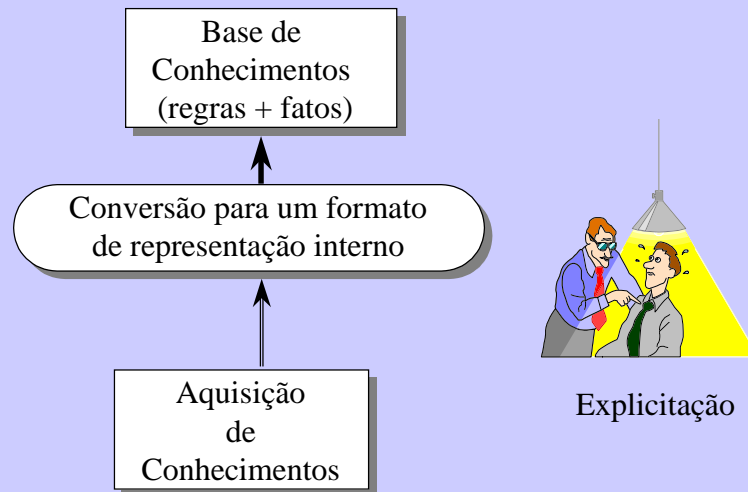 Base de
Conhecimentos
(regras + fatos)
Conversão para um formato
de representação interno
Aquisição
de
Conhecimentos
Explicitação